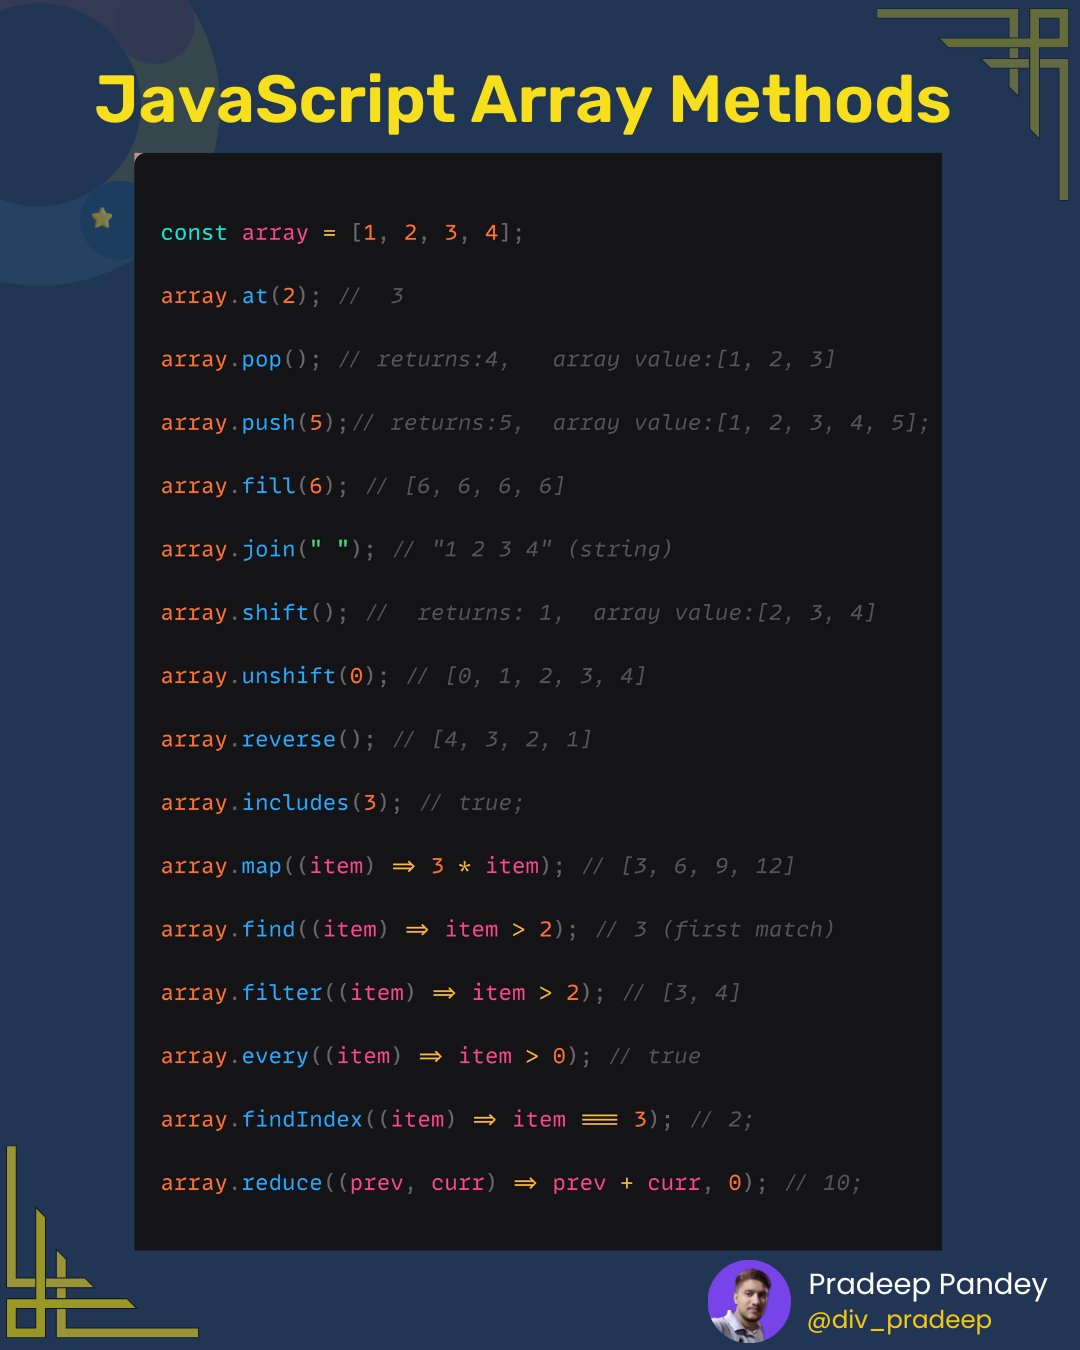 JavaScript Array Methods
const array = [1, 2, 3, 4];
array.at(2); //  3
array.pop(); // returns:4,   array value:[1, 2, 3]
array.push(5);// returns:5,  array value:[1, 2, 3, 4, 5];
array.fill(6); // [6, 6, 6, 6]
array.join(" "); // "1 2 3 4" (string)
array.shift(); //  returns: 1,  array value:[2, 3, 4]
array.unshift(0); // [0, 1, 2, 3, 4]
array.reverse(); // [4, 3, 2, 1]
array.includes(3); // true;
array.map((item) => 3 * item); // [3, 6, 9, 12]
array.find((item) => item > 2); // 3 (first match)
array.filter((item) => item > 2); // [3, 4]
array.every((item) => item > 0); // true
array.findIndex((item) => item === 3); // 2;
array.reduce((prev, curr) => prev + curr, 0); // 10;
Pradeep Pandey
@div_pradeep